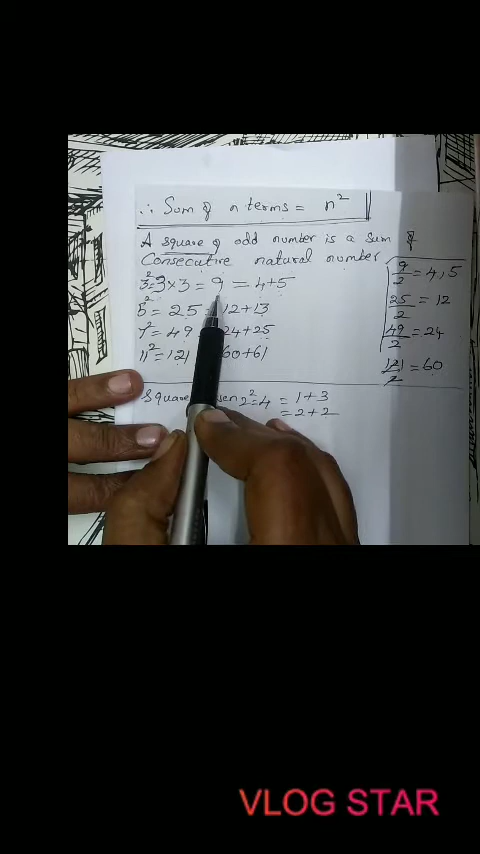 ∴ Sum of n terms = n²
A square of odd number is a sum of
Consecutive natural number
3²=3×3 = 9 = 4+5
5² = 25 = 12+13
7² = 49 24+25
11² = 121 60+61
9/2 = 4,5
25/2 = 12
49/2 = 24
121/2 = 60
Square 2²=4 = 1+3
= 2+2
VLOG STAR